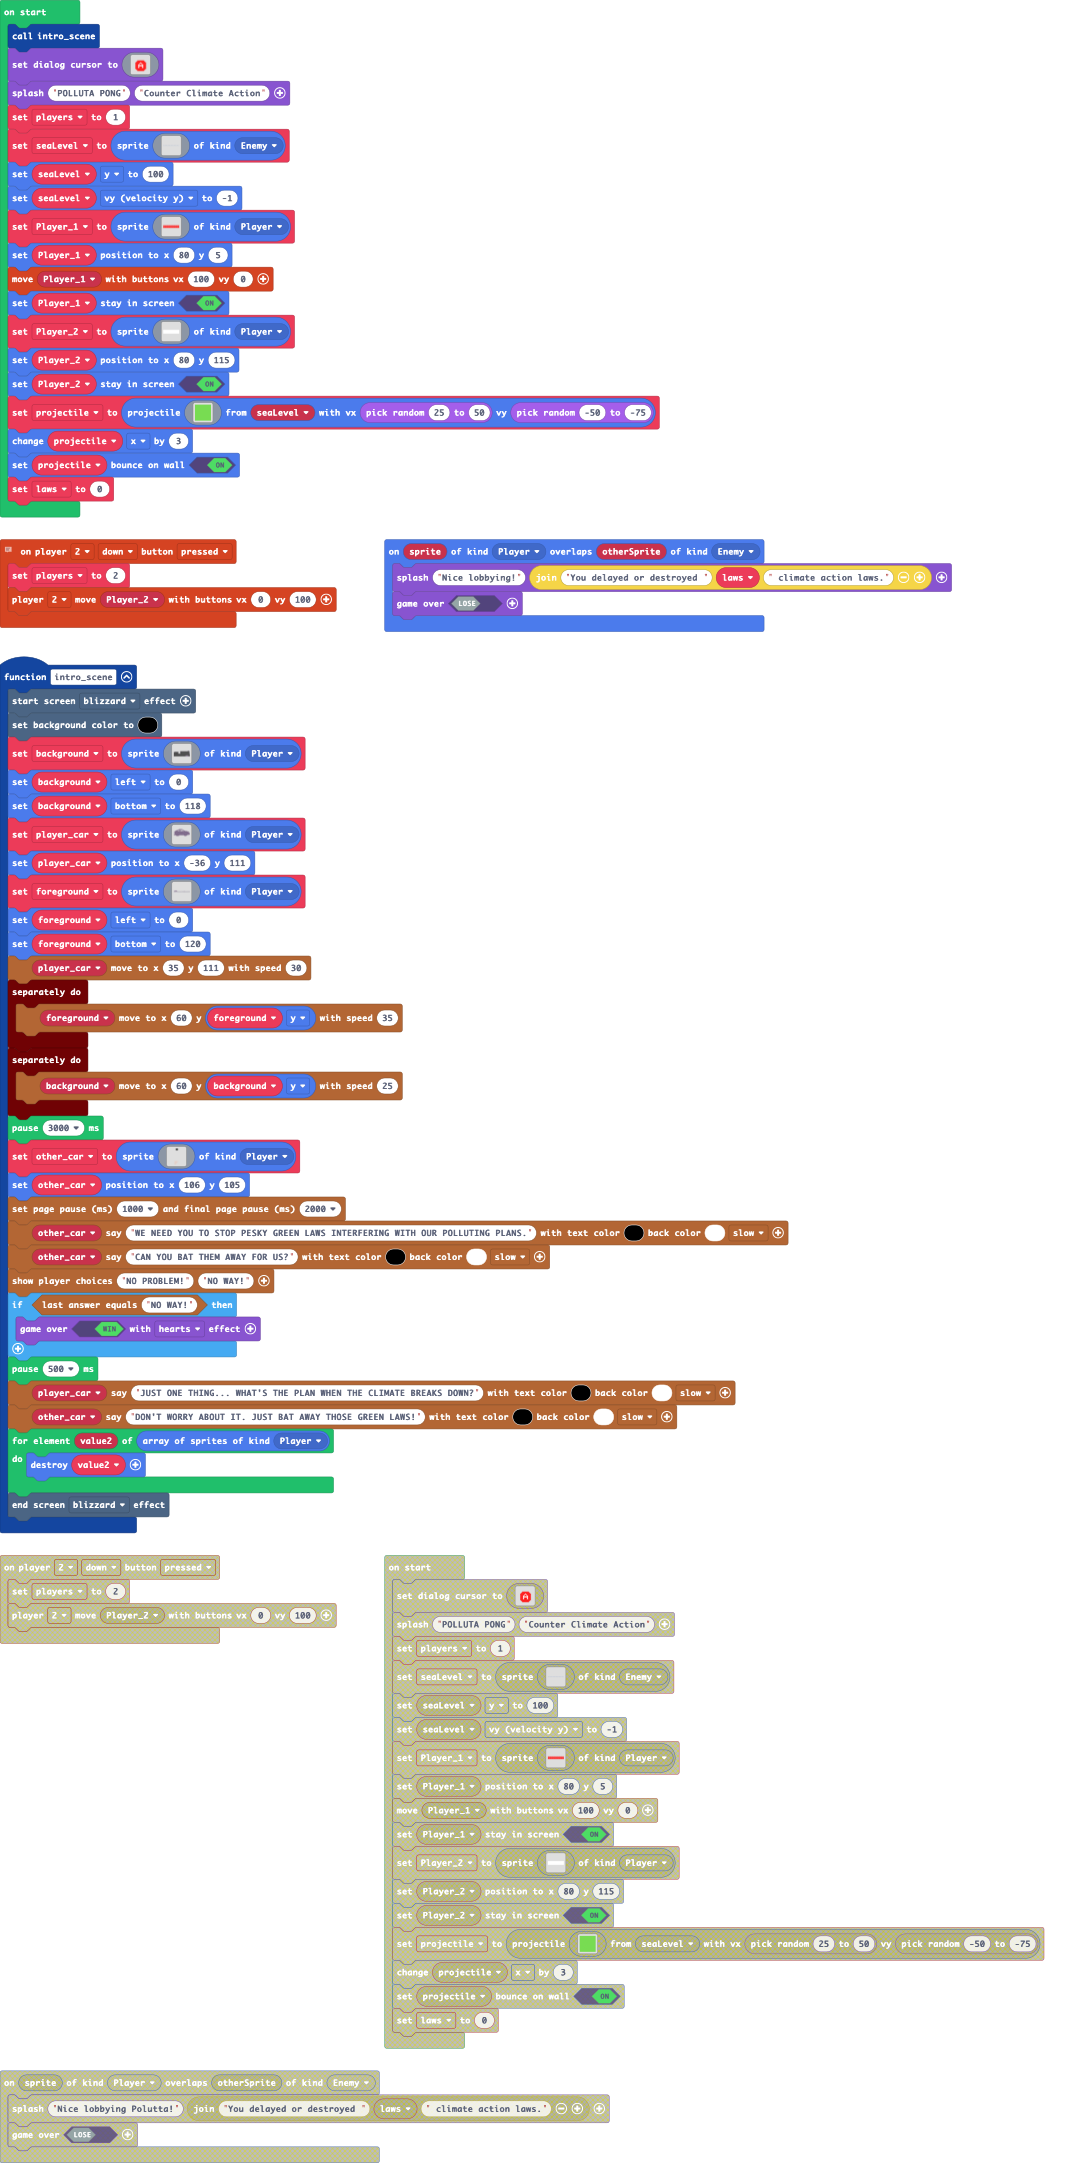 on start
call intro_scene
set dialog cursor to
splash "POLLUTA PONG" "Counter Climate Action"
set players to 1
set seaLevel to sprite of kind Enemy
set seaLevel y to 100
set seaLevel vy (velocity y) to -1
set Player_1 to sprite of kind Player
set Player_1 position to x 80 y 5
move Player_1 with buttons vx 100 vy 0
set Player_1 stay in screen ON
set Player_2 to sprite of kind Player
set Player_2 position to x 80 y 115
set Player_2 stay in screen ON
set projectile to projectile from seaLevel with vx pick random 25 to 50 vy pick random -50 to -75
change projectile x by 3
set projectile bounce on wall ON
set laws to 0
on player 2 down button pressed
set players to 2
player 2 move Player_2 with buttons vx 0 vy 100
on sprite of kind Player overlaps otherSprite of kind Enemy
splash "Nice lobbying!" join "You delayed or destroyed " laws " climate action laws."
game over LOSE
function intro_scene
start screen blizzard effect
set background color to
set background to sprite of kind Player
set background left to 0
set background bottom to 118
set player_car to sprite of kind Player
set player_car position to x -36 y 111
set foreground to sprite of kind Player
set foreground left to 0
set foreground bottom to 120
player_car move to x 35 y 111 with speed 30
separately do
foreground move to x 60 y foreground y with speed 35
separately do
background move to x 60 y background y with speed 25
pause 3000 ms
set other_car to sprite of kind Player
set other_car position to x 106 y 105
set page pause (ms) 1000 and final page pause (ms) 2000
other_car say "WE NEED YOU TO STOP PESKY GREEN LAWS INTERFERING WITH OUR POLLUTING PLANS." with text color back color slow
other_car say "CAN YOU BAT THEM AWAY FOR US?" with text color back color slow
show player choices "NO PROBLEM!" "NO WAY!"
if last answer equals "NO WAY!" then
game over WIN with hearts effect
pause 500 ms
player_car say "JUST ONE THING... WHAT'S THE PLAN WHEN THE CLIMATE BREAKS DOWN?" with text color back color slow
other_car say "DON'T WORRY ABOUT IT. JUST BAT AWAY THOSE GREEN LAWS!" with text color back color slow
for element value2 of array of sprites of kind Player
do destroy value2
end screen blizzard effect
on player 2 down button pressed
set players to 2
player 2 move Player_2 with buttons vx 0 vy 100
on start
set dialog cursor to
splash "POLLUTA PONG" "Counter Climate Action"
set players to 1
set seaLevel to sprite of kind Enemy
set seaLevel y to 100
set seaLevel vy (velocity y) to -1
set Player_1 to sprite of kind Player
set Player_1 position to x 80 y 5
move Player_1 with buttons vx 100 vy 0
set Player_1 stay in screen ON
set Player_2 to sprite of kind Player
set Player_2 position to x 80 y 115
set Player_2 stay in screen ON
set projectile to projectile from seaLevel with vx pick random 25 to 50 vy pick random -50 to -75
change projectile x by 3
set projectile bounce on wall ON
set laws to 0
on sprite of kind Player overlaps otherSprite of kind Enemy
splash "Nice lobbying Polutta!" join "You delayed or destroyed " laws " climate action laws."
game over LOSE